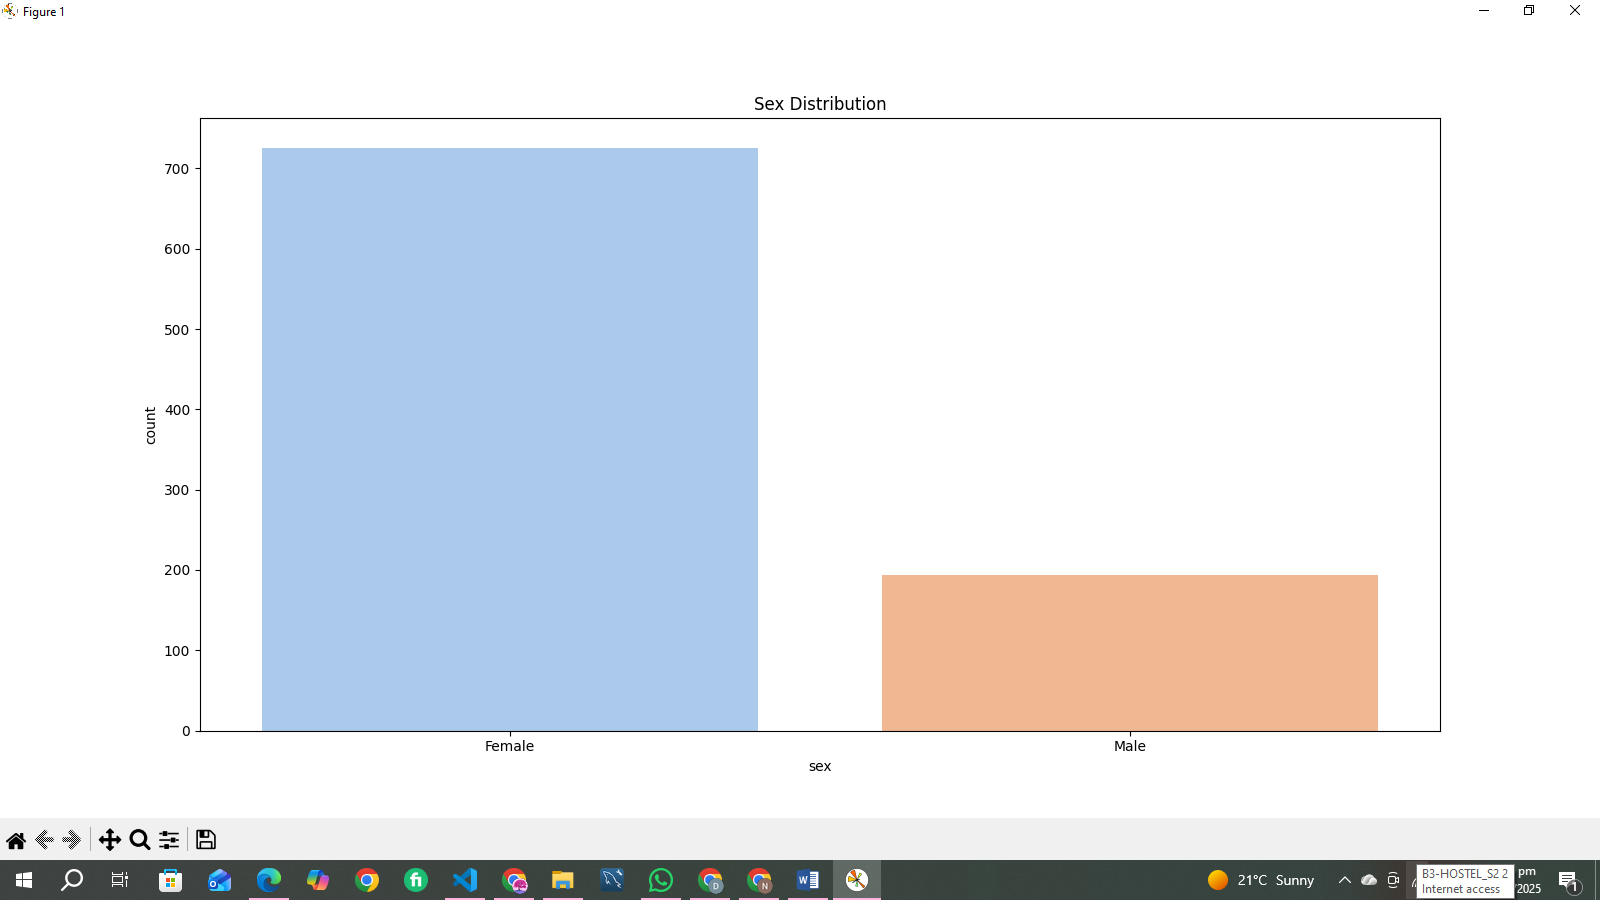 Figure 1
Sex Distribution
700
600
500
400
300
200
100
0
count
Female
Male
sex
21°C Sunny
B3-HOSTEL_S2 2
Internet access
pm
/2025
1
D
N
W